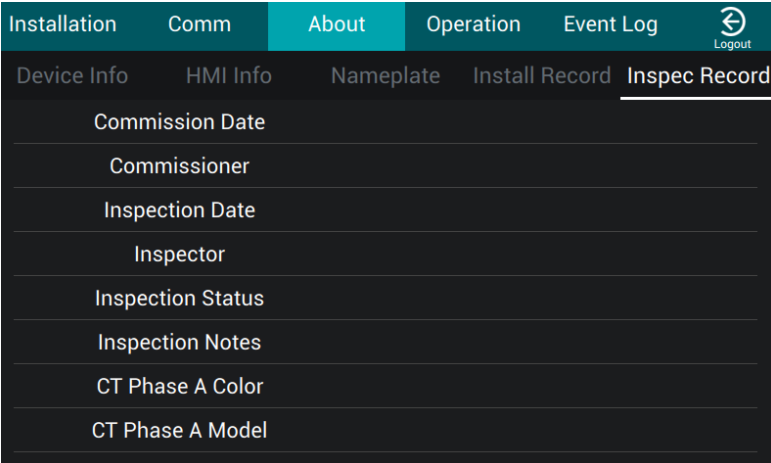 Installation Comm About Operation Event Log Logout
Device Info HMI Info Nameplate Install Record Inspec Record
Commission Date
Commissioner
Inspection Date
Inspector
Inspection Status
Inspection Notes
CT Phase A Color
CT Phase A Model